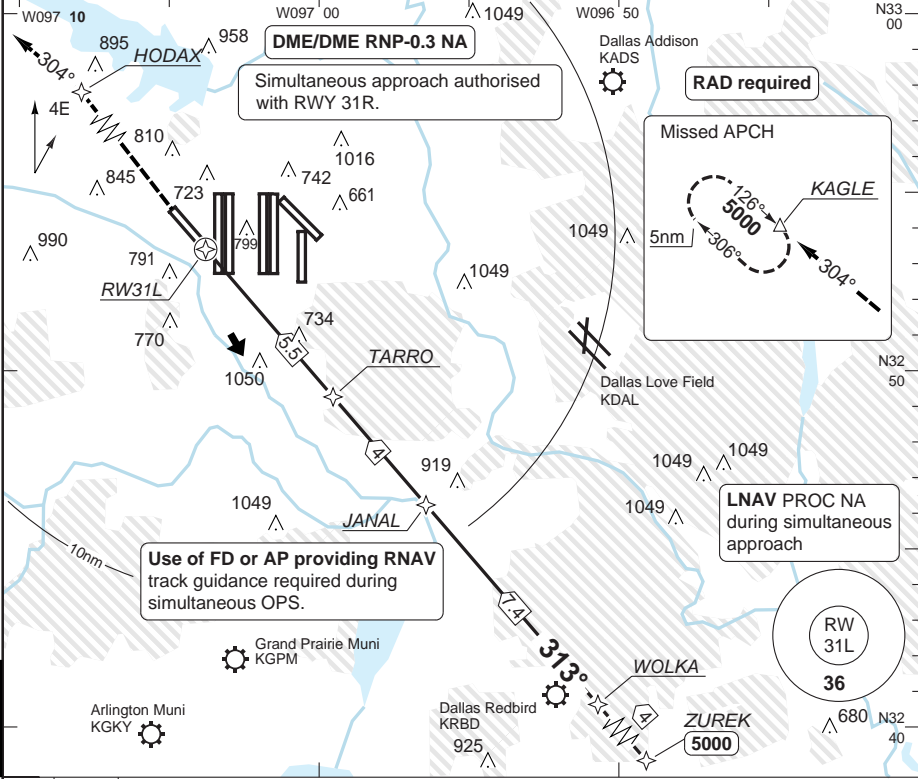 W097 10
W097 00
1049
W096 50
N33
00
895
958
DME/DME RNP-0.3 NA
Dallas Addison
KADS
HODAX
304°
Simultaneous approach authorised
with RWY 31R.
RAD required
4E
810
1016
Missed APCH
845
723
742
661
126°
5000
306°
5nm
KAGLE
304°
990
799
1049
791
RW31L
1049
770
734
5.5
1050
TARRO
N32
50
Dallas Love Field
KDAL
4
919
1049
1049
1049
1049
JANAL
LNAV PROC NA
during simultaneous
approach
10nm
Use of FD or AP providing RNAV
track guidance required during
simultaneous OPS.
7.4
RW
31L
36
313°
Grand Prairie Muni
KGPM
WOLKA
Arlington Muni
KGKY
Dallas Redbird
KRBD
4
ZUREK
5000
680
N32
40
925